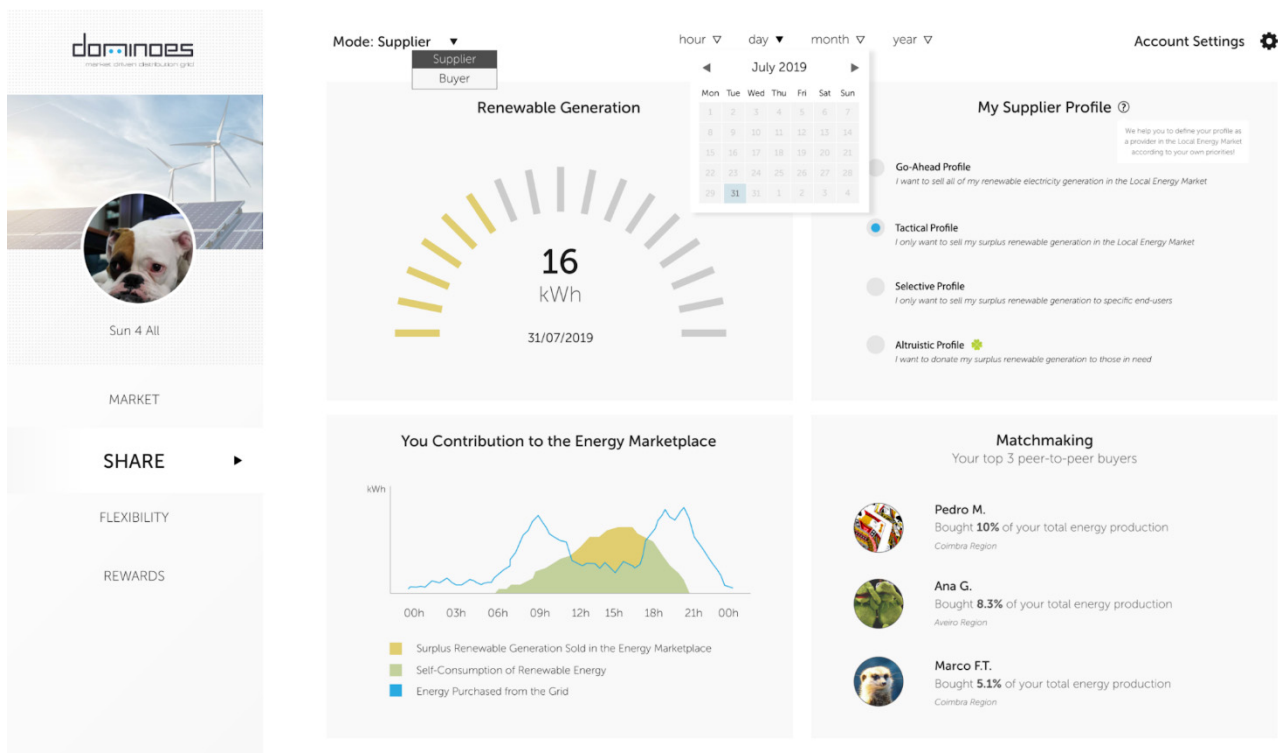 dominoes
market driven distribution grid
Sun 4 All
MARKET
SHARE
FLEXIBILITY
REWARDS
Mode: Supplier
Supplier
Buyer
hour day month year
July 2019
Mon Tue Wed Thu Fri Sat Sun
1 2 3 4 5 6 7
8 9 10 11 12 13 14
15 16 17 18 19 20 21
22 23 24 25 26 27 28
29 31 31 1 2 3 4
Account Settings
Renewable Generation
16
kWh
31/07/2019
My Supplier Profile ?
We help you to define your profile as
a provider in the Local Energy Market
according to your own priorities!
Go-Ahead Profile
I want to sell all of my renewable electricity generation in the Local Energy Market
Tactical Profile
I only want to sell my surplus renewable generation in the Local Energy Market
Selective Profile
I only want to sell my surplus renewable generation to specific end-users
Altruistic Profile
I want to donate my surplus renewable generation to those in need
You Contribution to the Energy Marketplace
kWh
00h 03h 06h 09h 12h 15h 18h 21h 00h
Surplus Renewable Generation Sold in the Energy Marketplace
Self-Consumption of Renewable Energy
Energy Purchased from the Grid
Matchmaking
Your top 3 peer-to-peer buyers
Pedro M.
Bought 10% of your total energy production
Coimbra Region
Ana G.
Bought 8.3% of your total energy production
Aveiro Region
Marco F.T.
Bought 5.1% of your total energy production
Coimbra Region